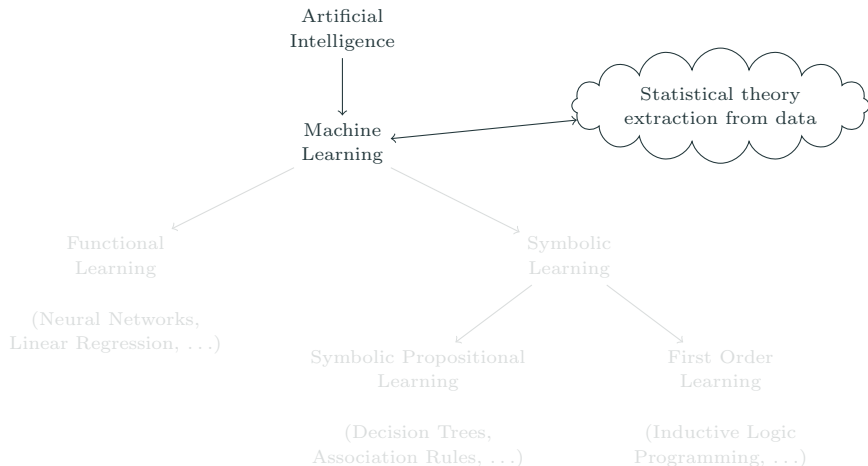 Artificial
Intelligence
Statistical theory
extraction from data
Machine
Learning
Functional
Learning
(Neural Networks,
Linear Regression, . . .)
Symbolic
Learning
Symbolic Propositional
Learning
(Decision Trees,
Association Rules, . . .)
First Order
Learning
(Inductive Logic
Programming, . . .)